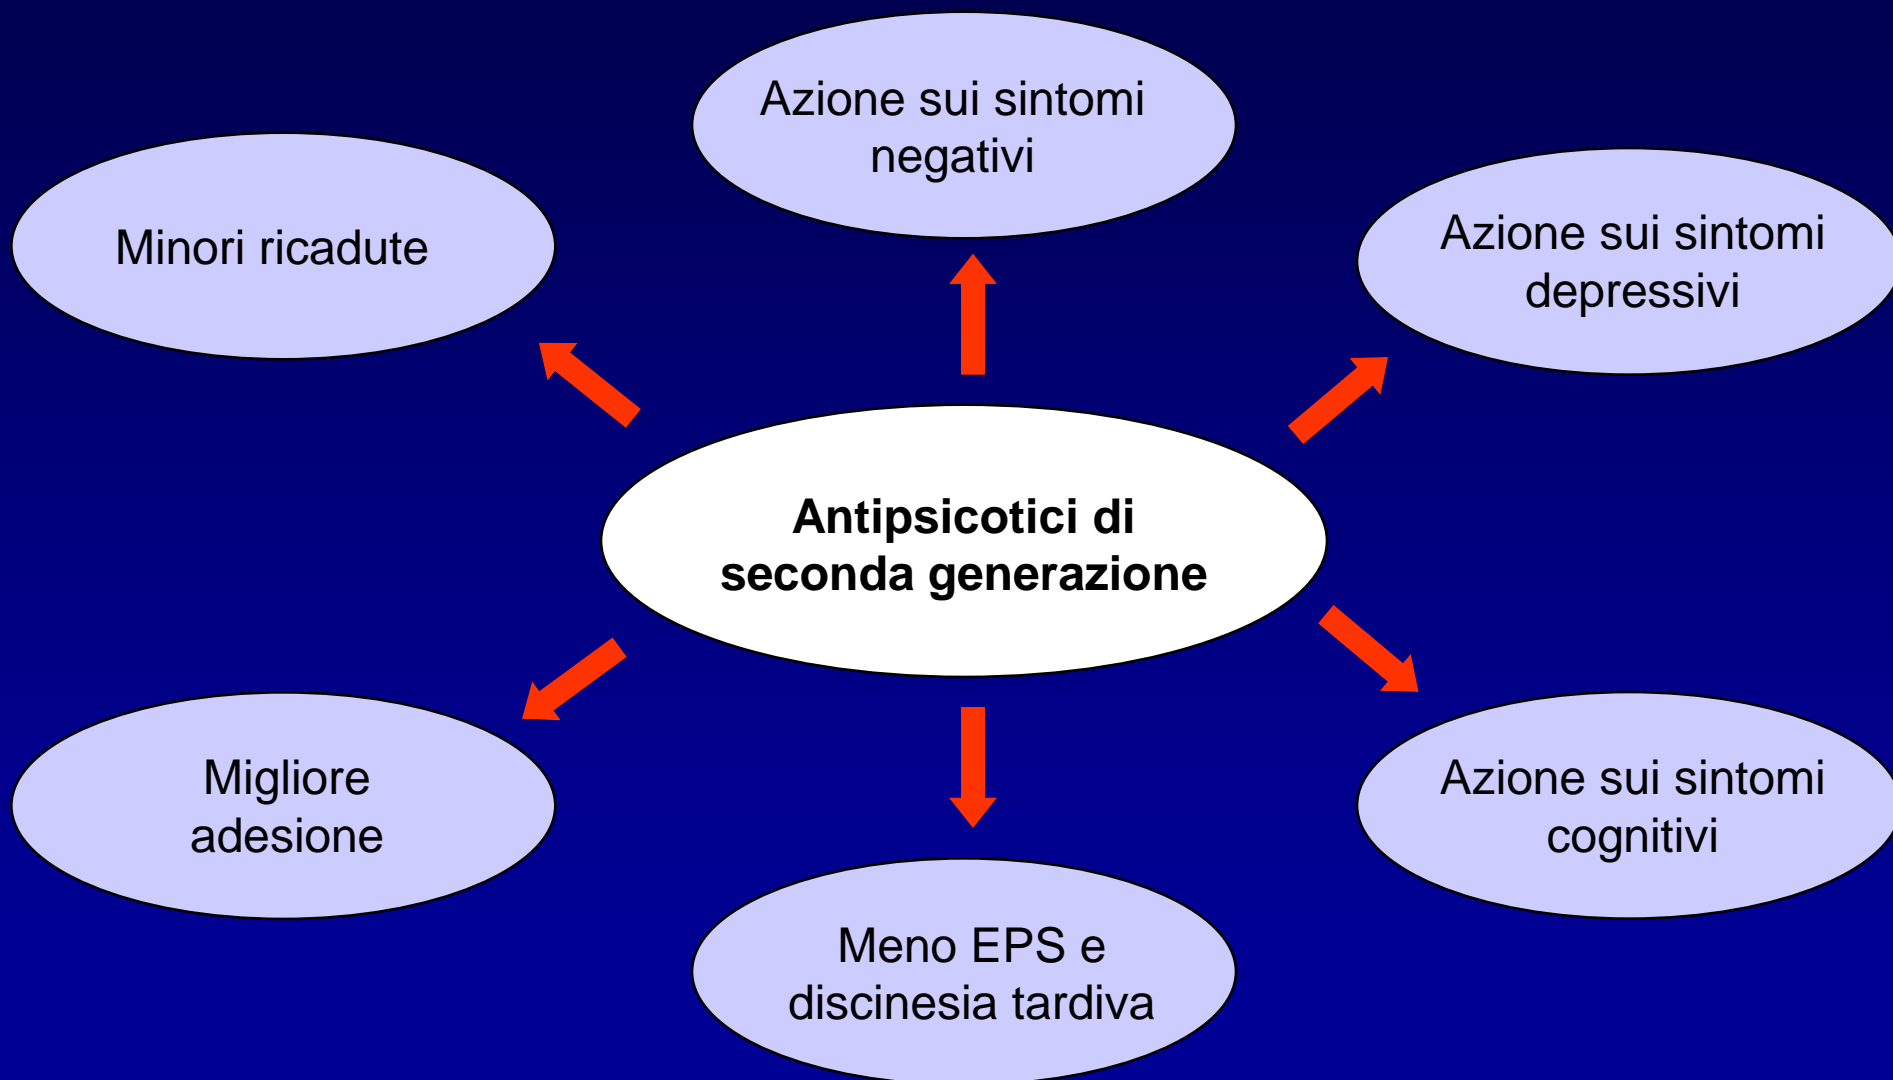 Azione sui sintomi
negativi
Minori ricadute
Azione sui sintomi
depressivi
Antipsicotici di
seconda generazione
Migliore
adesione
Azione sui sintomi
cognitivi
Meno EPS e
discinesia tardiva